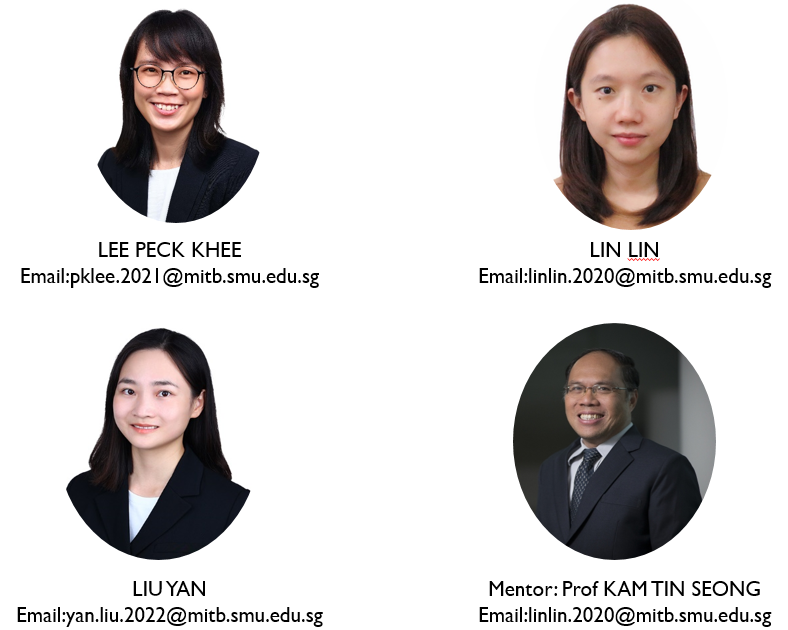 LEE PECK KHEE
Email:pklee.2021@mitb.smu.edu.sg
LIN LIN
Email:linlin.2020@mitb.smu.edu.sg
LIU YAN
Email:yan.liu.2022@mitb.smu.edu.sg
Mentor: Prof KAM TIN SEONG
Email:linlin.2020@mitb.smu.edu.sg